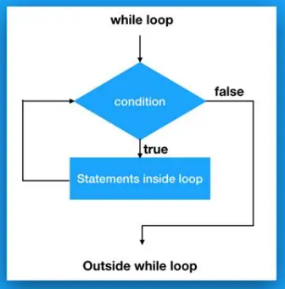 while loop
condition
false
true
Statements inside loop
Outside while loop